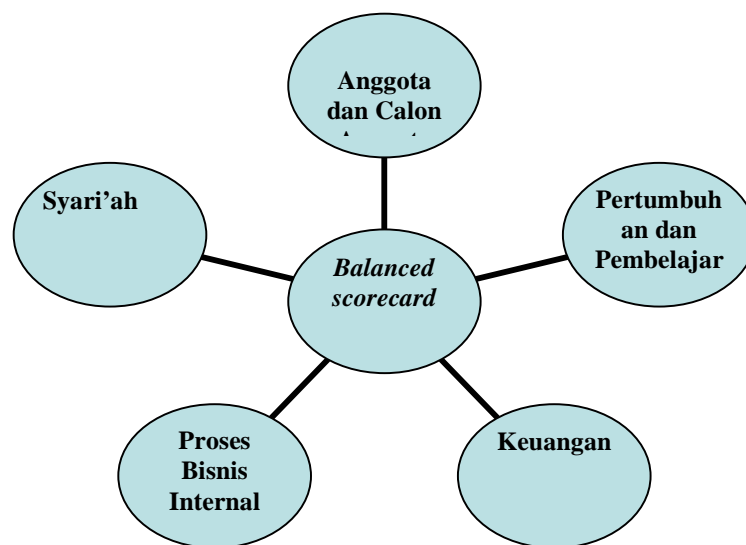 Anggota
dan Calon
Syari’ah
Pertumbuh
an dan
Pembelajar
Balanced
scorecard
Proses
Bisnis
Internal
Keuangan